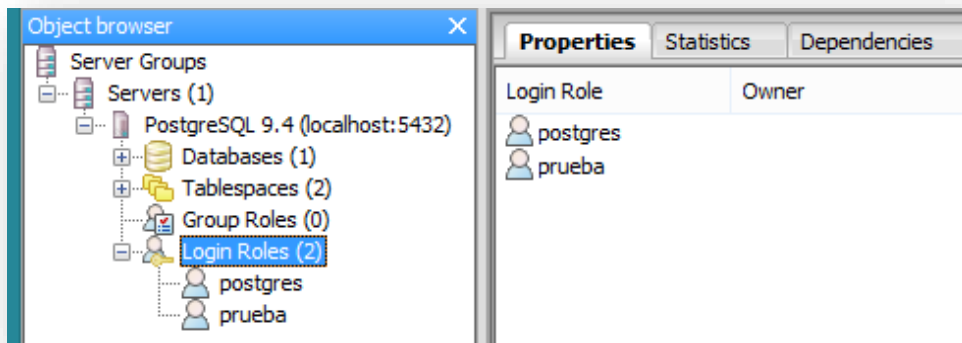 Object browser
Server Groups
Servers (1)
PostgreSQL 9.4 (localhost:5432)
Databases (1)
Tablespaces (2)
Group Roles (0)
Login Roles (2)
postgres
prueba
Properties Statistics Dependencies
Login Role Owner
postgres
prueba